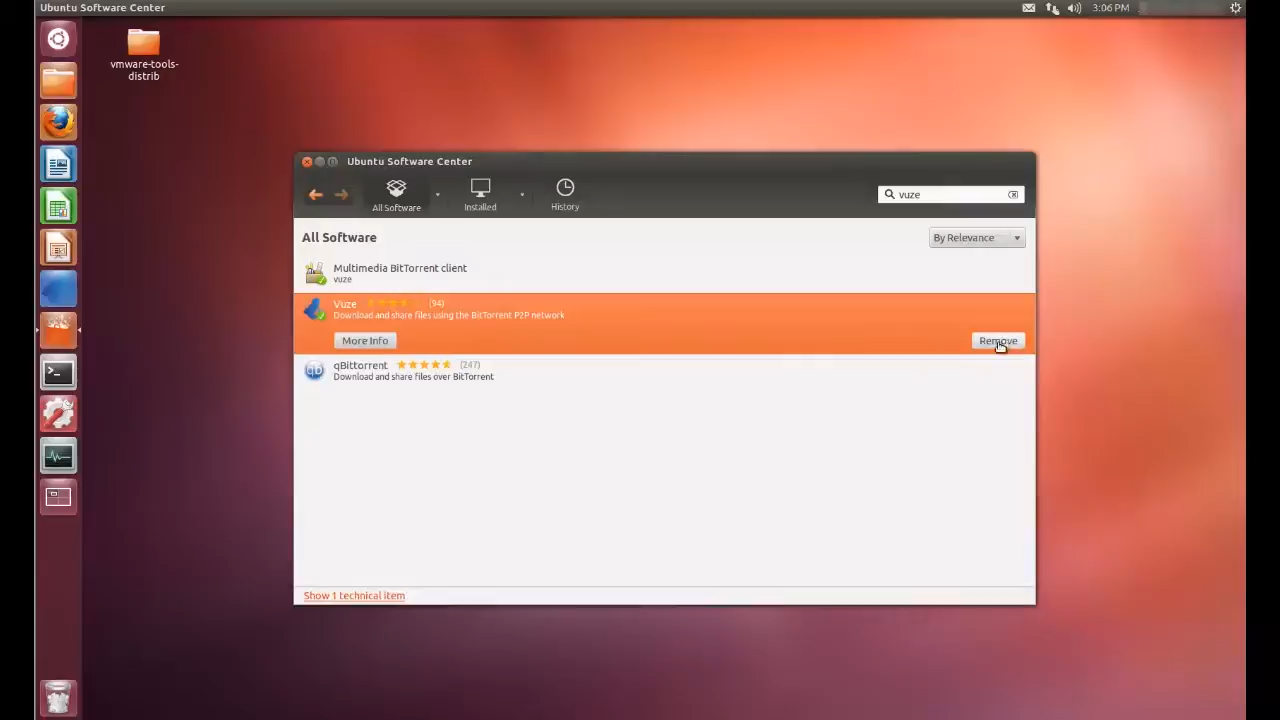 Ubuntu Software Center
3:06 PM
vmware-tools-
distrib
Ubuntu Software Center
All Software
Installed
History
vuze
All Software
By Relevance
Multimedia BitTorrent client
vuze
Vuze (94)
Download and share files using the BitTorrent P2P network
More Info
Remove
qBittorrent (247)
Download and share files over BitTorrent
Show 1 technical item